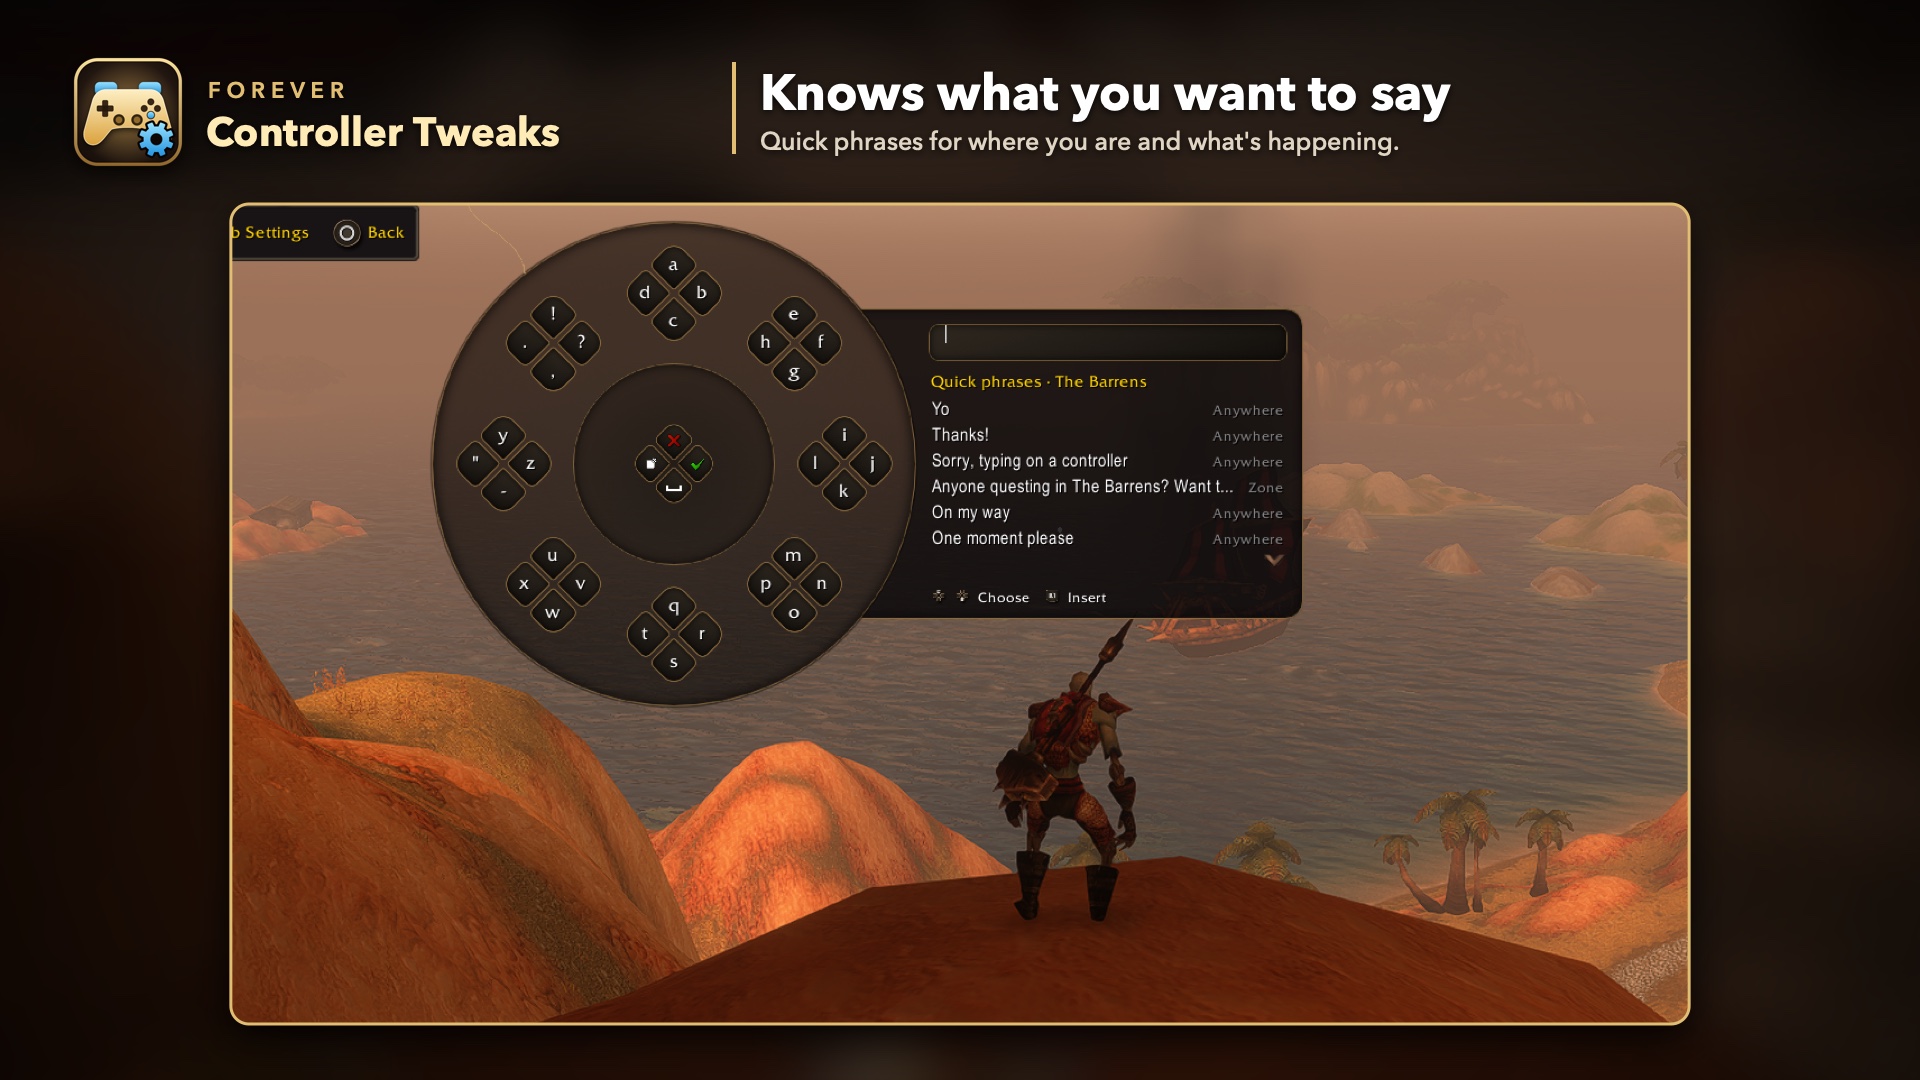 FOREVER
Controller Tweaks
Knows what you want to say
Quick phrases for where you are and what's happening.
b Settings
Back
a
d b
c
!
. ?
,
e
h f
g
y
" z
-
i
l j
k
u
x v
w
m
p n
o
q
t r
s
Quick phrases · The Barrens
Yo Anywhere
Thanks! Anywhere
Sorry, typing on a controller Anywhere
Anyone questing in The Barrens? Want t... Zone
On my way Anywhere
One moment please Anywhere
Choose Insert